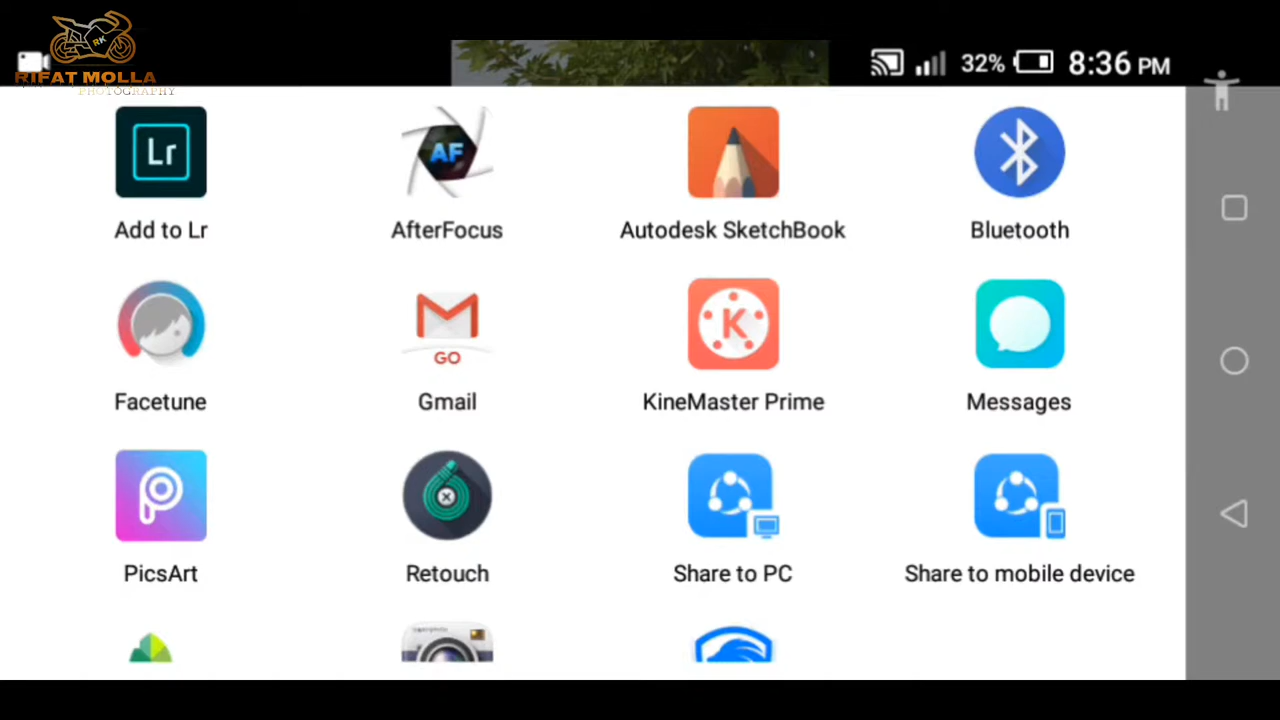 RK
RIFAT MOLLA
PHOTOGRAPHY
32% 8:36 PM
Lr
AF
Add to Lr
AfterFocus
Autodesk SketchBook
Bluetooth
GO
K
Facetune
Gmail
KineMaster Prime
Messages
PicsArt
Retouch
Share to PC
Share to mobile device